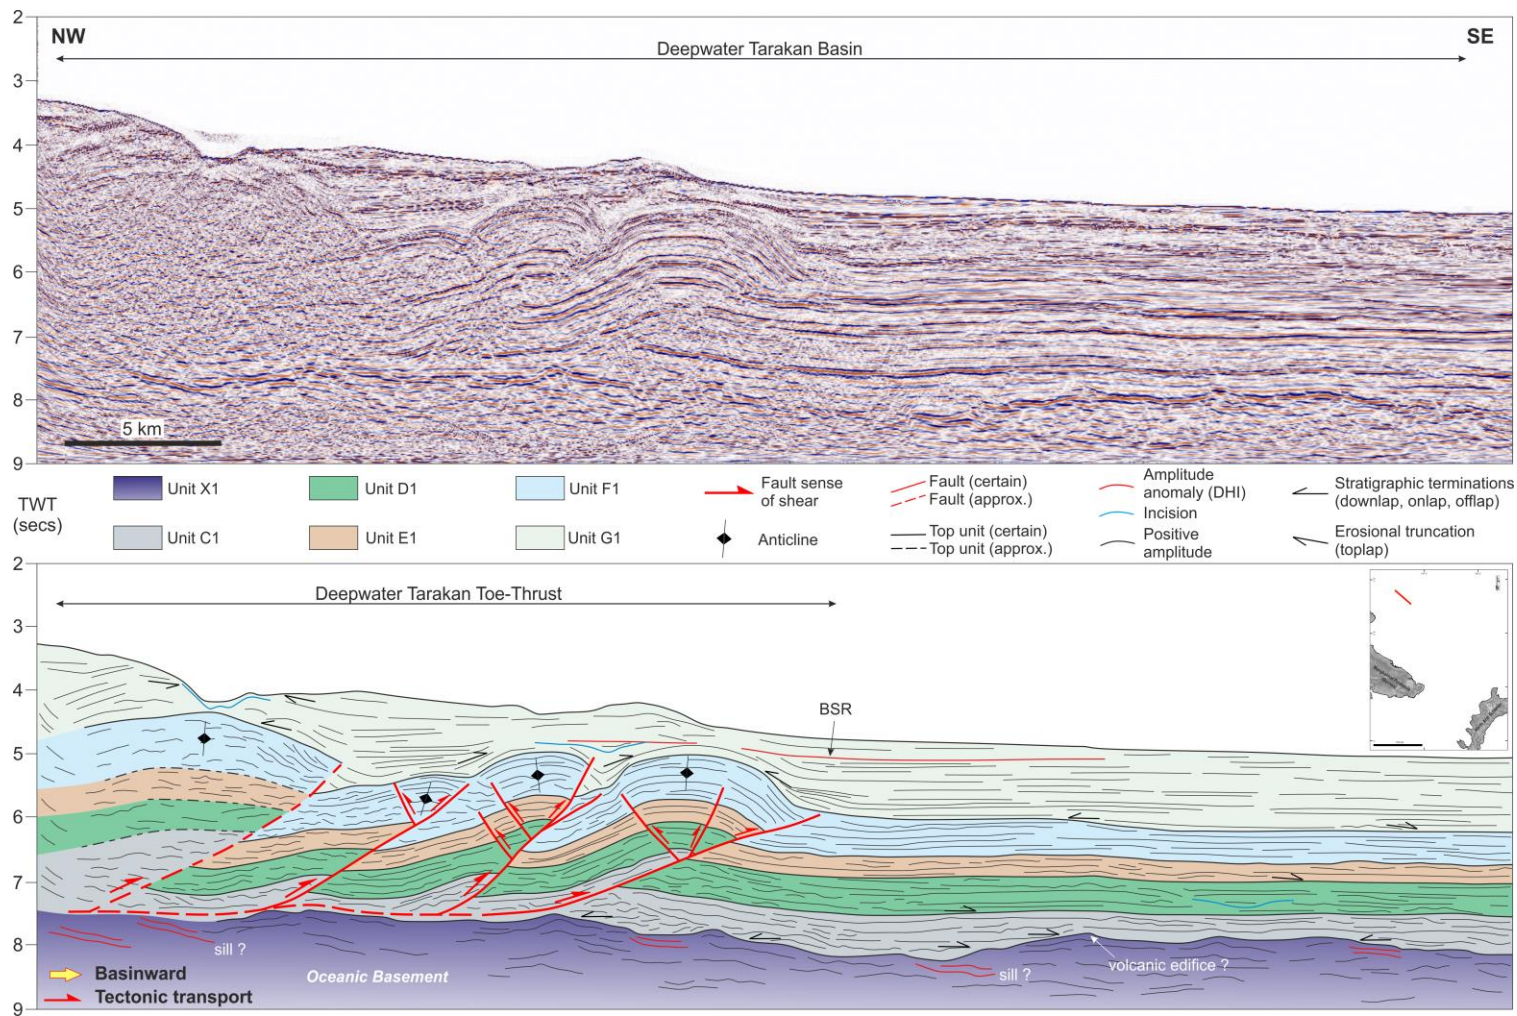 2
NW
SE
Deepwater Tarakan Basin
3
4
5
6
7
8
5 km
9
TWT
(secs)
Unit X1
Unit D1
Unit F1
Unit C1
Unit E1
Unit G1
Fault sense
of shear
Anticline
Fault (certain)
Fault (approx.)
Top unit (certain)
Top unit (approx.)
Amplitude
anomaly (DHI)
Incision
Positive
amplitude
Stratigraphic terminations
(downlap, onlap, offlap)
Erosional truncation
(toplap)
2
Deepwater Tarakan Toe-Thrust
3
4
BSR
5
6
7
8
sill ?
sill ?
volcanic edifice ?
Oceanic Basement
Basinward
Tectonic transport
9